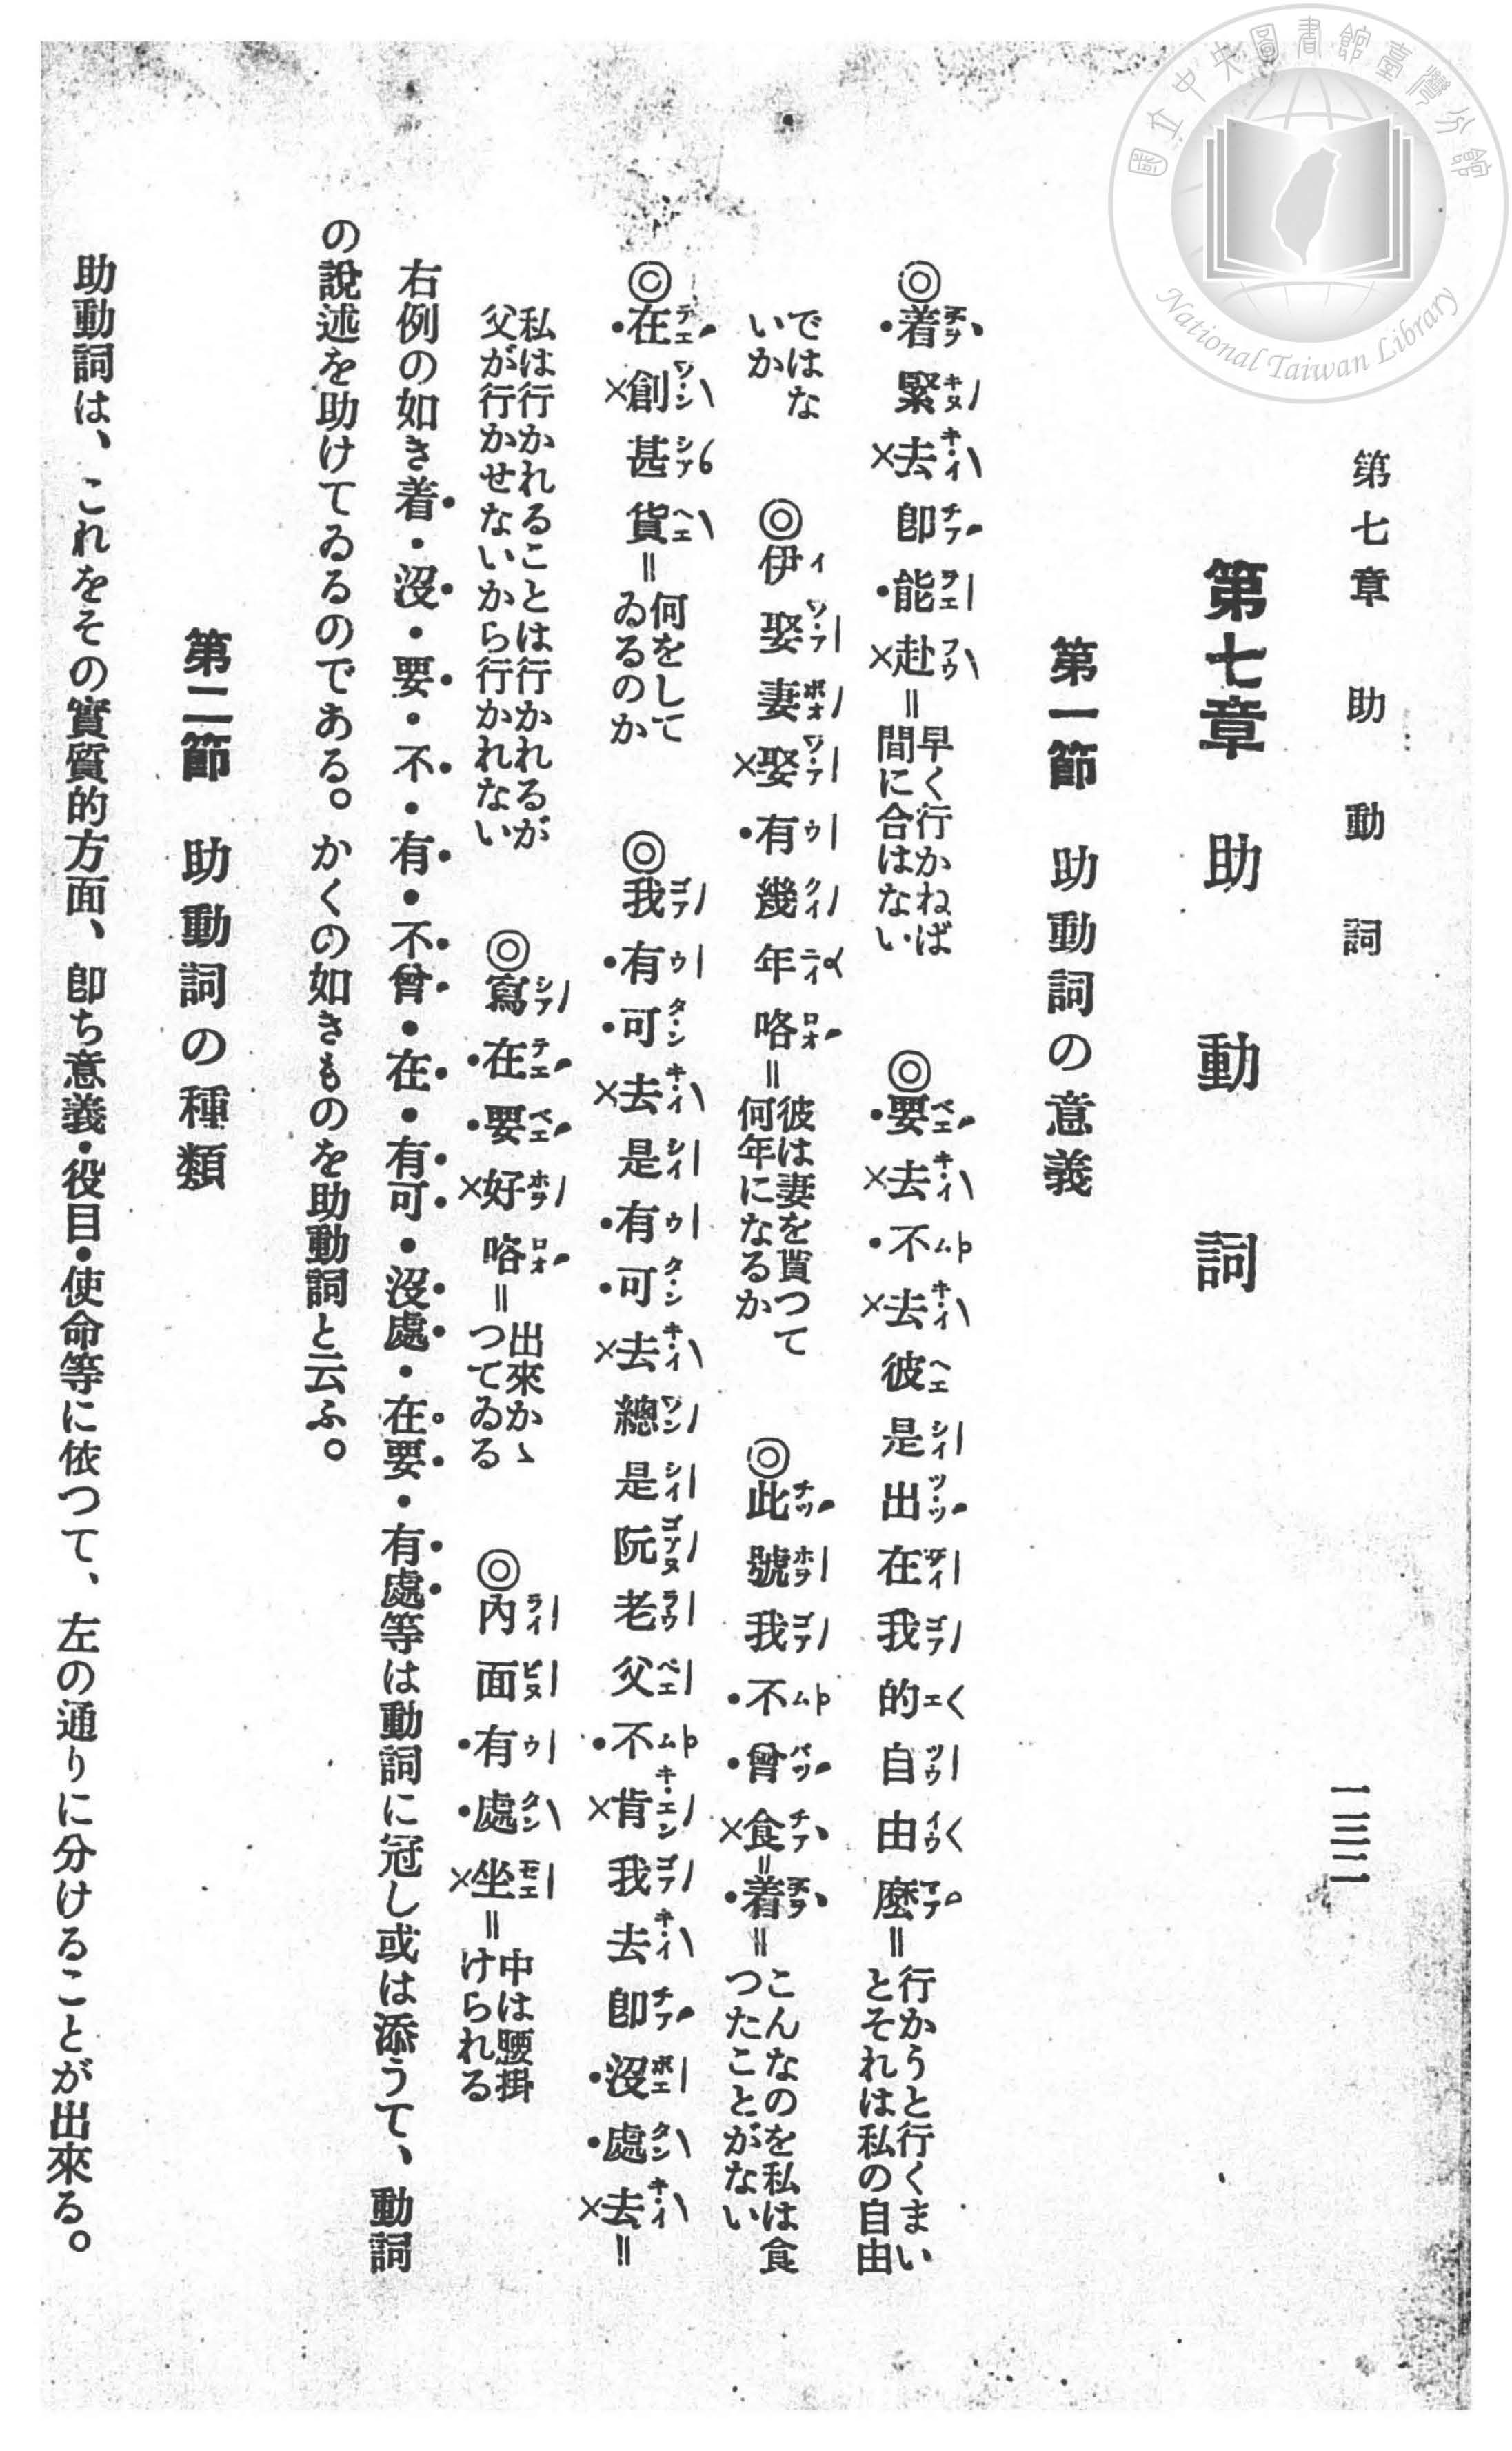 第七章 助動詞
一三二
第七章 助動詞
第一節 助動詞の意義
◎着緊去卽能赴=早く行かねば間に合はない ◎要去不去彼是出在我的自由麽=行かうと行くまいとそれは私の自由
ではないか ◎伊娶妻娶有幾年咯=彼は妻を貰つて何年になるか ◎此號我不曾食=着=こんなのを私は食つたことがない
◎在創甚貨=何をしてゐるのか ◎我有可去是有可去總是阮老父不肯我去卽沒處去=
私は行かれることは行かれるが父が行かせないから行かれない ◎寫在要好咯=出來かゝつてゐる ◎內面有處坐=中は腰掛けられる
右例の如き着・沒・要・不・有・不曾・在・有可・沒處・在要・有處等は動詞に冠し或は添うて、動詞
の說述を助けてゐるのである。かくの如きものを助動詞と云ふ。
第二節 助動詞の種類
助動詞は、これをその實質的方面、卽ち意義・役目・使命等に依つて、左の通りに分けることが出來る。
國立中央圖書館臺灣分館
National Taiwan Library